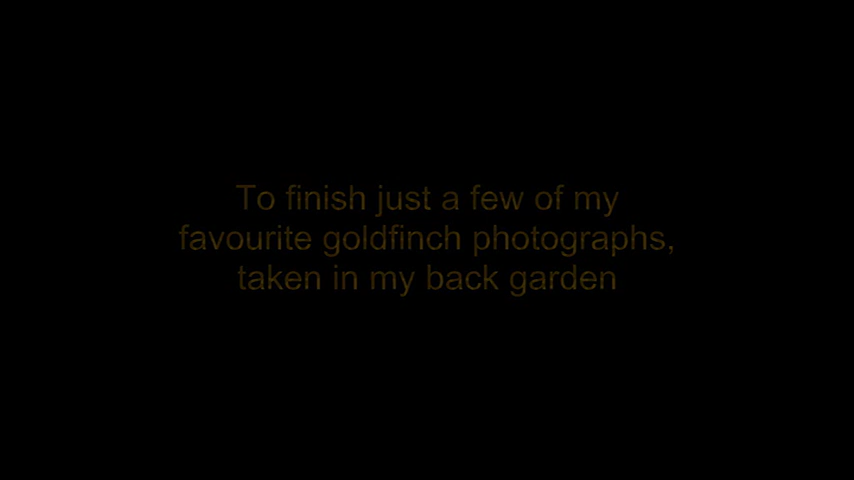 To finish just a few of my
favourite goldfinch photographs,
taken in my back garden